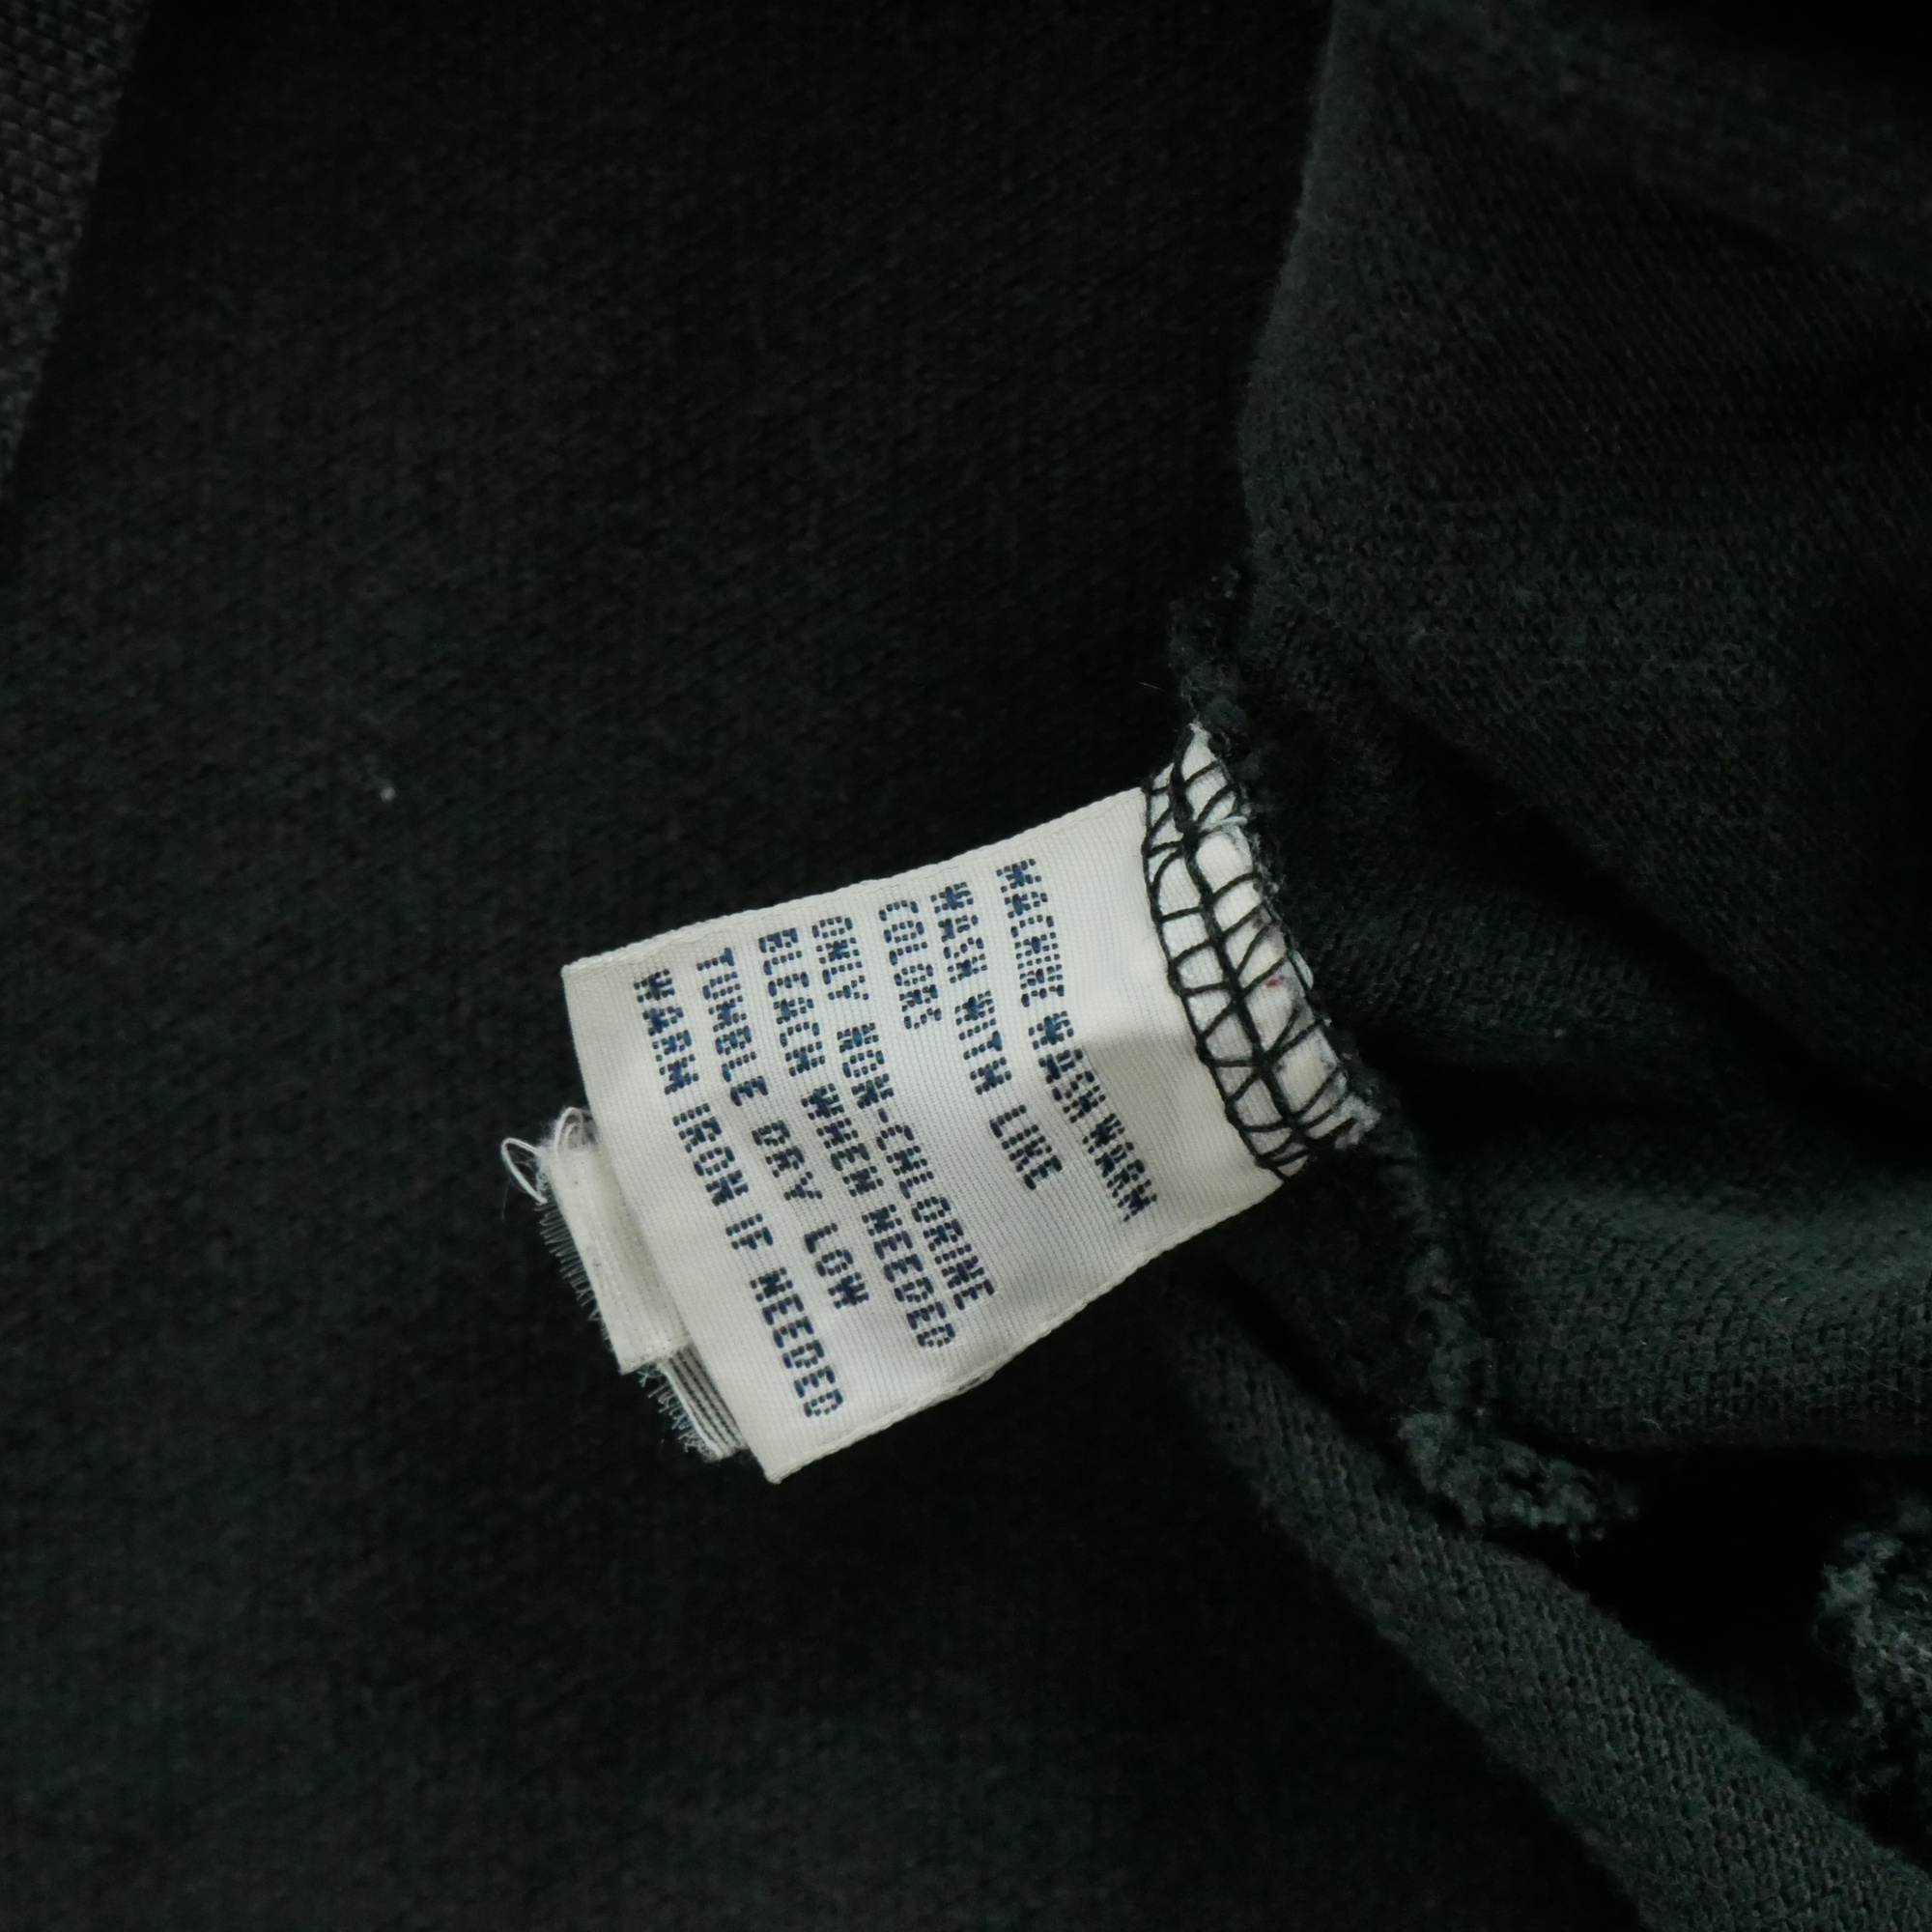 MACHINE WASH WARM
WASH WITH LIKE
COLORS
ONLY NON-CHLORINE
BLEACH WHEN NEEDED
TUMBLE DRY LOW
WARM IRON IF NEEDED